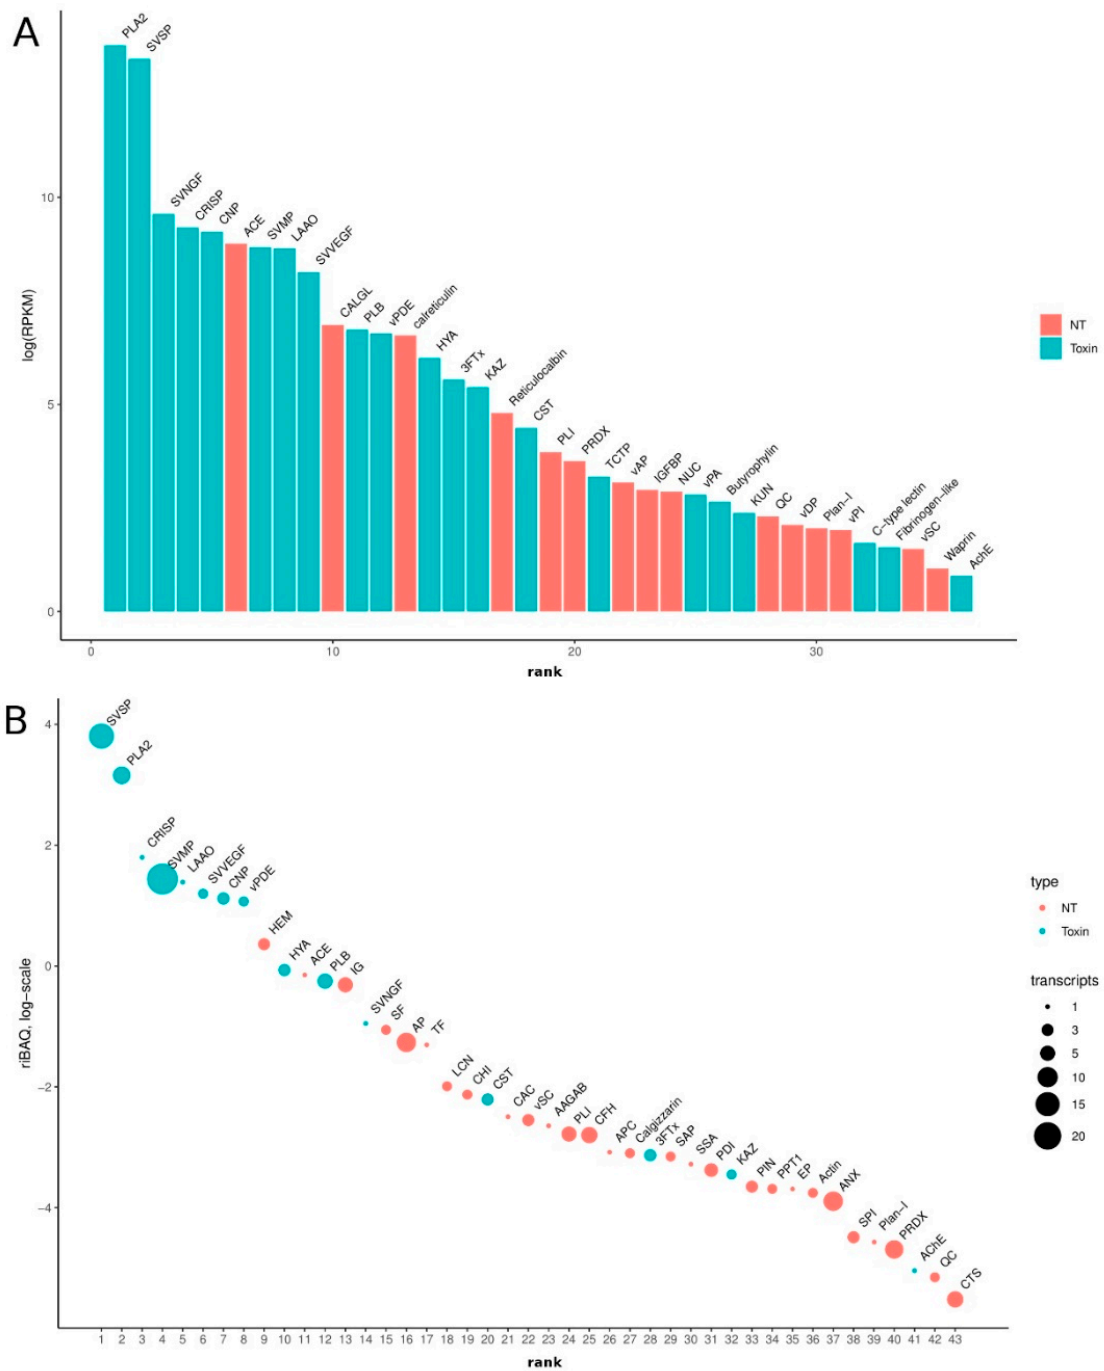 A
PLA2
SVSP
SVNGF
CRISP
CNP
ACE
SVMP
LAAO
SVVEGF
CALGL
PLB
vPDE
calreticulin
HYA
3FTx
KAZ
Reticulocalbin
CST
PLI
PRDX
TCTP
vAP
IGFBP
NUC
vPA
Butyrophylin
KUN
QC
vDP
Plan-I
vPI
C-type lectin
Fibrinogen-like
vSC
Waprin
AchE
10
5
0
log(RPKM)
0 10 20 30
rank
NT
Toxin
B
SVSP
PLA2
CRISP
SVMP
LAAO
SVVEGF
CNP
vPDE
HEM
HYA
ACE
PLB
IG
SVNGF
SF
AP
TF
LCN
CHI
CST
CAC
vSC
AAGAB
PLI
CFH
APC
Calgizzarin
3FTx
SAP
SSA
PDI
KAZ
PIN
PPT1
EP
Actin
ANX
SPI
Plan-I
PRDX
AChE
QC
CTS
4
2
0
-2
-4
riBAQ, log-scale
1 2 3 4 5 6 7 8 9 10 11 12 13 14 15 16 17 18 19 20 21 22 23 24 25 26 27 28 29 30 31 32 33 34 35 36 37 38 39 40 41 42 43
rank
type
NT
Toxin
transcripts
1
3
5
10
15
20